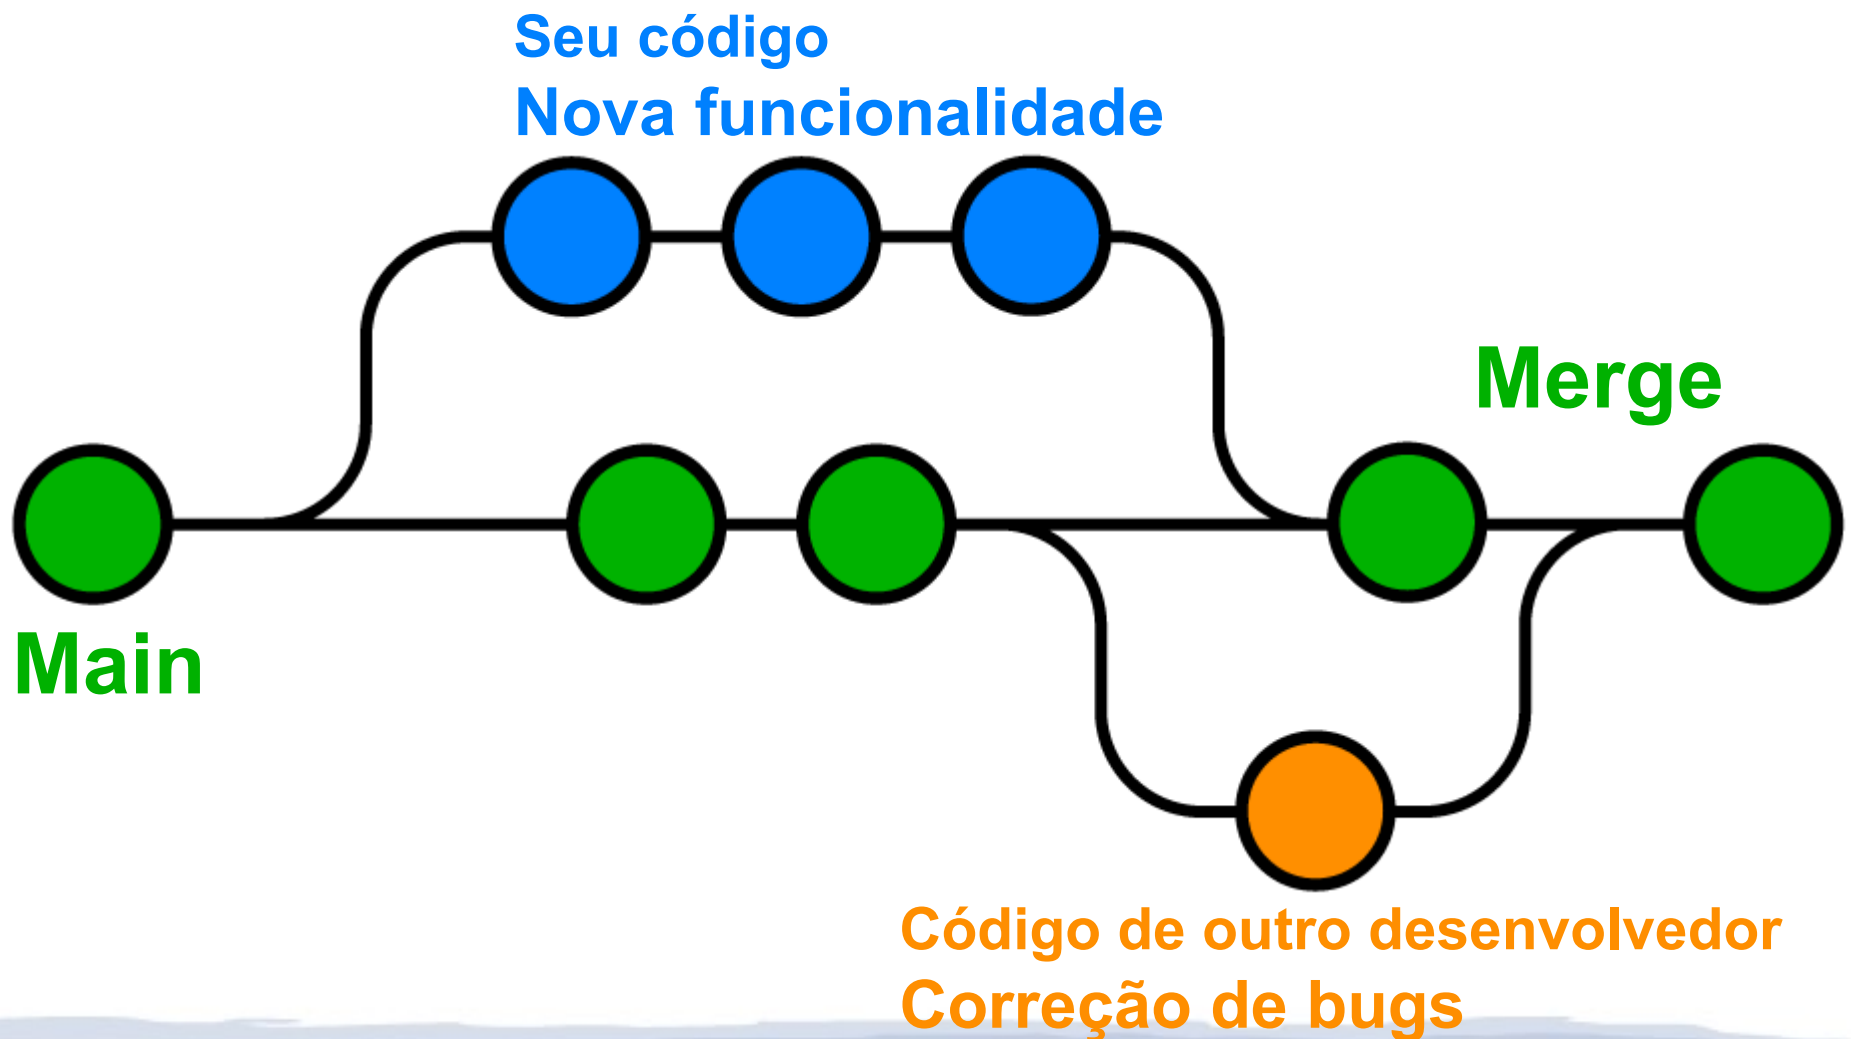 Seu código
Nova funcionalidade
Merge
Main
Código de outro desenvolvedor
Correção de bugs